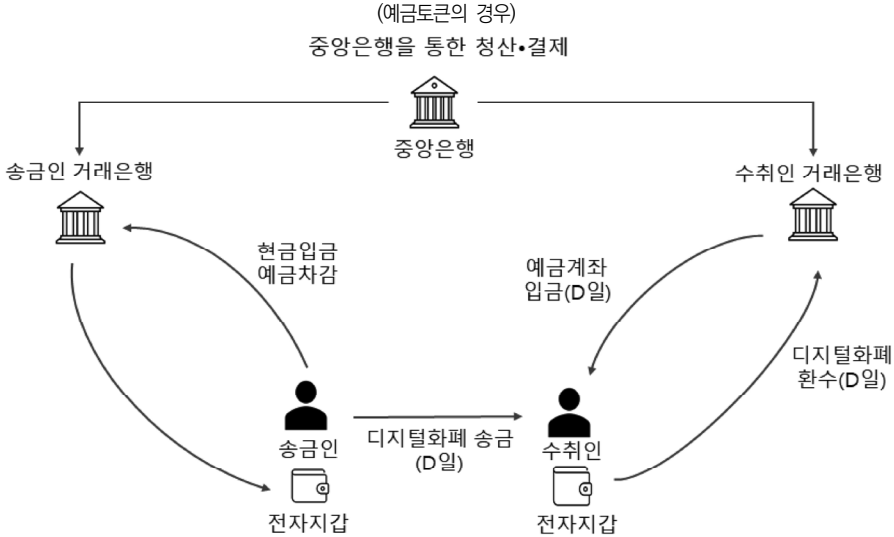 (예금토큰의 경우)
중앙은행을 통한 청산•결제
중앙은행
송금인 거래은행
수취인 거래은행
현금입금
예금차감
예금계좌
입금(D일)
디지털화폐
환수(D일)
송금인
디지털화폐 송금
(D일)
수취인
전자지갑
전자지갑